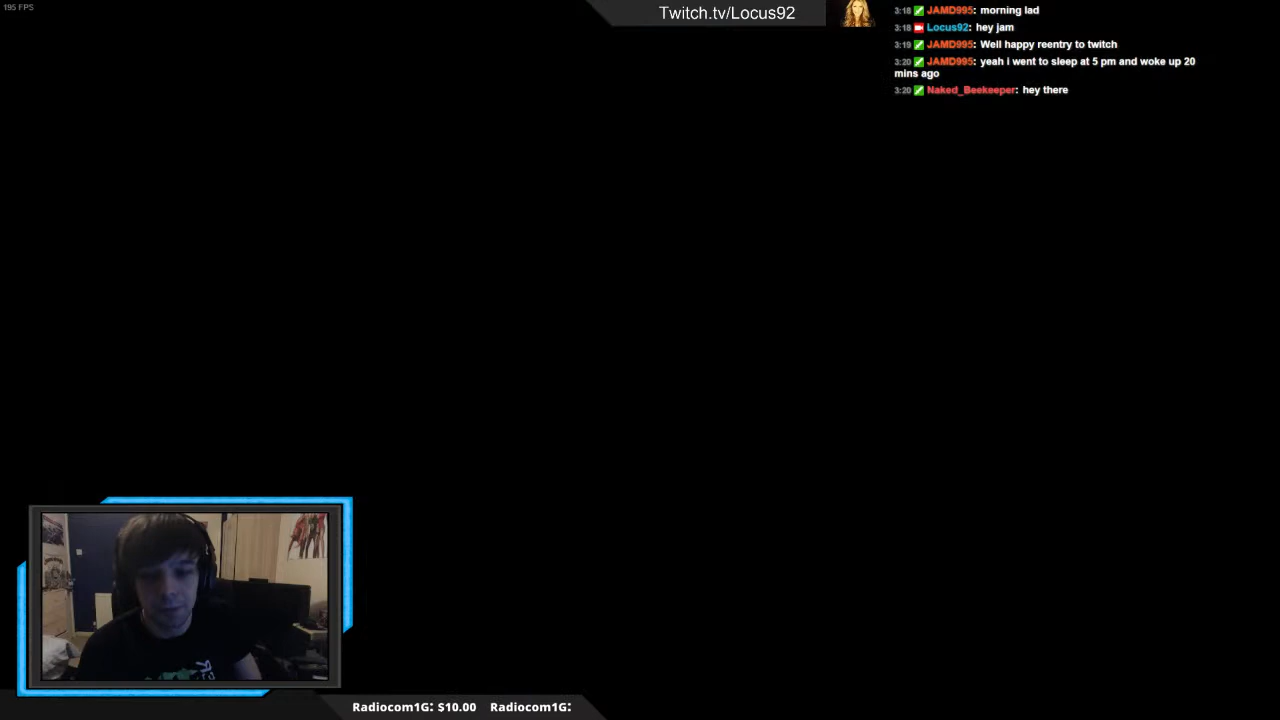 195 FPS
Twitch.tv/Locus92
3:18 JAMD995: morning lad
3:18 Locus92: hey jam
3:19 JAMD995: Well happy reentry to twitch
3:20 JAMD995: yeah i went to sleep at 5 pm and woke up 20
mins ago
3:20 Naked_Beekeeper: hey there
Radiocom1G: $10.00 Radiocom1G: